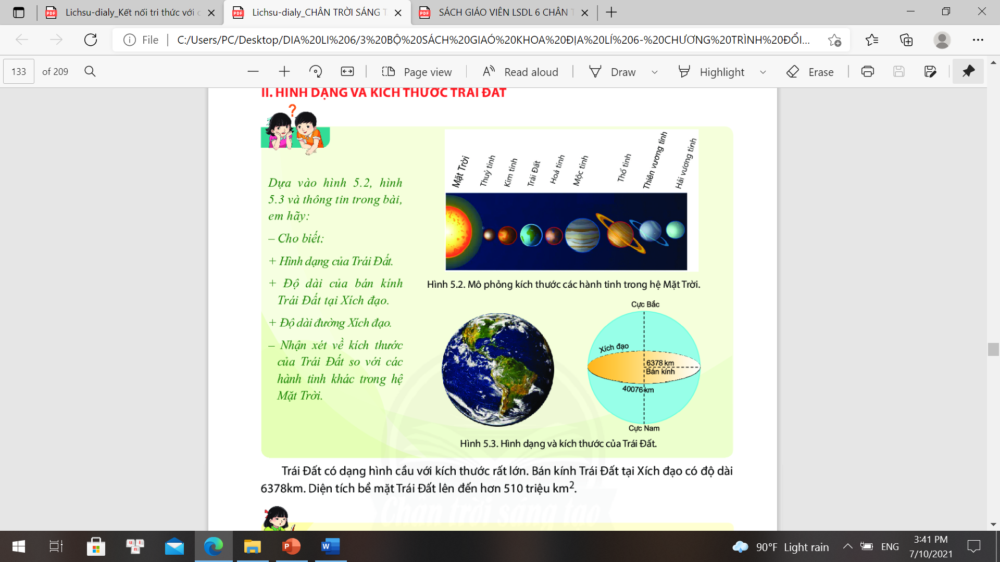 Lichsu-dialy_Kết nối tri thức với c
Lichsu-dialy_CHÂN TRỜI SÁNG T
SÁCH GIÁO VIÊN LSDL 6 CHÂN T
File
C:/Users/PC/Desktop/DIA%20LI%206/3%20BỘ%20SÁCH%20GIAÓ%20KHOA%20ĐỊA%20LÍ%206-%20CHƯƠNG%20TRÌNH%20ĐỔI...
133 of 209
Page view
Read aloud
Draw
Highlight
Erase
II. HÌNH DẠNG VÀ KÍCH THƯỚC TRÁI ĐẤT
?
Dựa vào hình 5.2, hình
5.3 và thông tin trong bài,
em hãy:
– Cho biết:
+ Hình dạng của Trái Đất.
+ Độ dài của bán kính
Trái Đất tại Xích đạo.
+ Độ dài đường Xích đạo.
– Nhận xét về kích thước
của Trái Đất so với các
hành tinh khác trong hệ
Mặt Trời.
Mặt Trời
Thuỷ tinh
Kim tinh
Trái Đất
Hoả tinh
Mộc tinh
Thổ tinh
Thiên vương tinh
Hải vương tinh
Hình 5.2. Mô phỏng kích thước các hành tinh trong hệ Mặt Trời.
Cực Bắc
Xích đạo
6378 km
Bán kính
40076 km
Cực Nam
Hình 5.3. Hình dạng và kích thước của Trái Đất.
Trái Đất có dạng hình cầu với kích thước rất lớn. Bán kính Trái Đất tại Xích đạo có độ dài
6378km. Diện tích bề mặt Trái Đất lên đến hơn 510 triệu km².
Chân trời sáng tạo
90°F Light rain
ENG
3:41 PM
7/10/2021